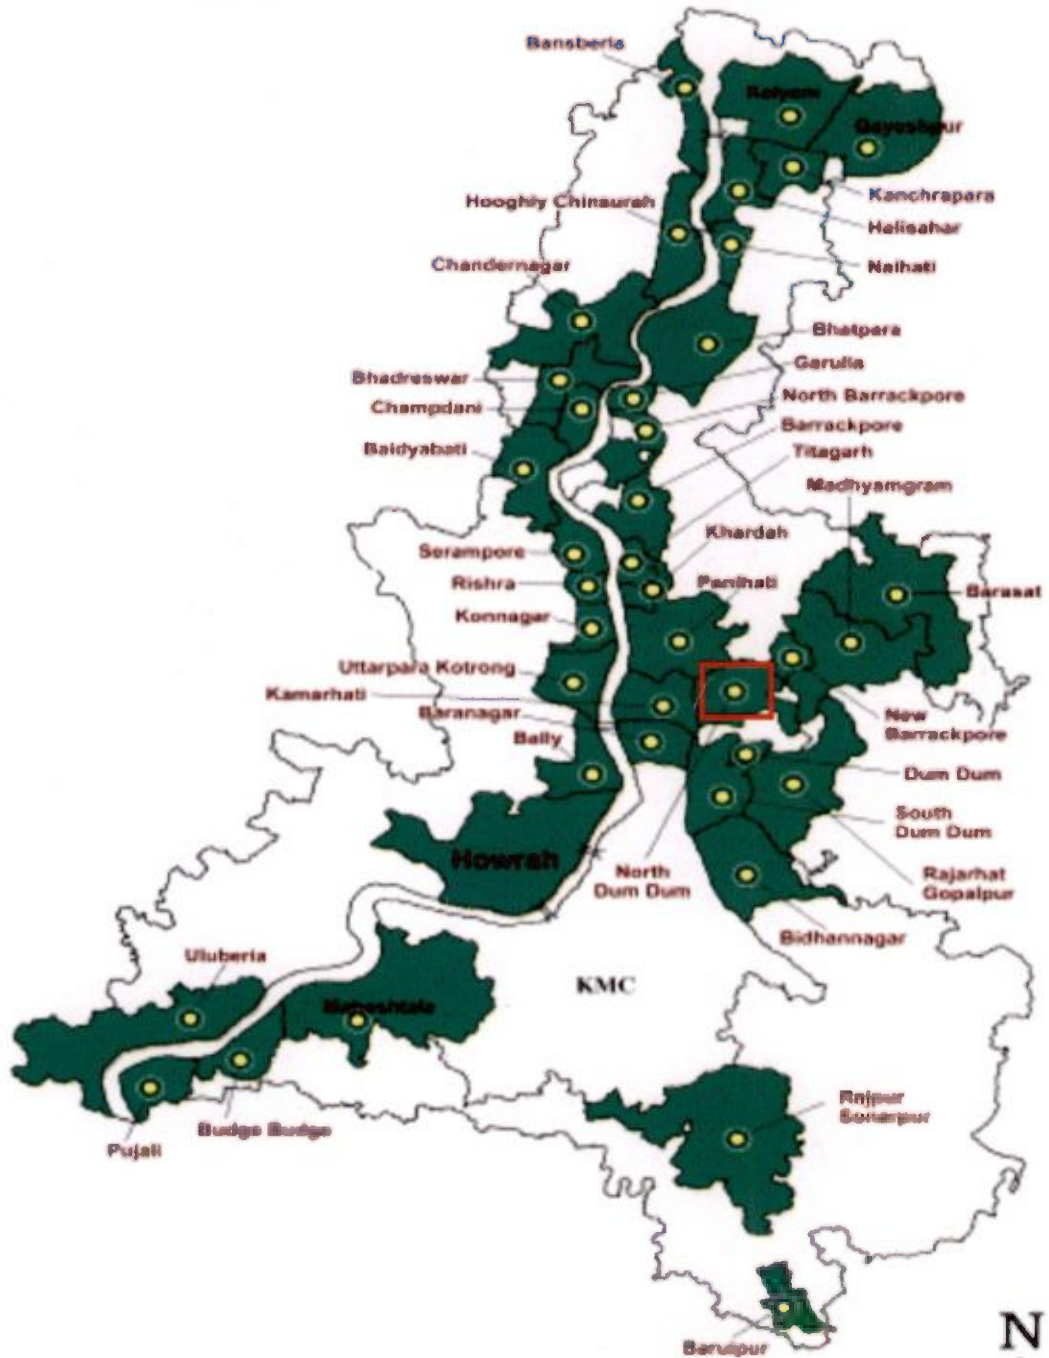 Bansberia
Kalyani
Gayeshpur
Kanchrapara
Hooghly Chinsurah
Halisahar
Naihati
Chandernagar
Bhatpara
Garulia
Bhadreswar
North Barrackpore
Champdani
Barrackpore
Baidyabati
Titagarh
Madhyamgram
Khardah
Serampore
Panihati
Rishra
Barasat
Konnagar
Uttarpara Kotrong
Kamarhati
Baranagar
New
Barrackpore
Bally
Dum Dum
South
Dum Dum
Howrah
North
Dum Dum
Rajarhat
Gopalpur
Bidhannagar
Uluberia
KMC
Maheshtala
Rajpur
Sonarpur
Budge Budge
Pujali
N
Baruipur